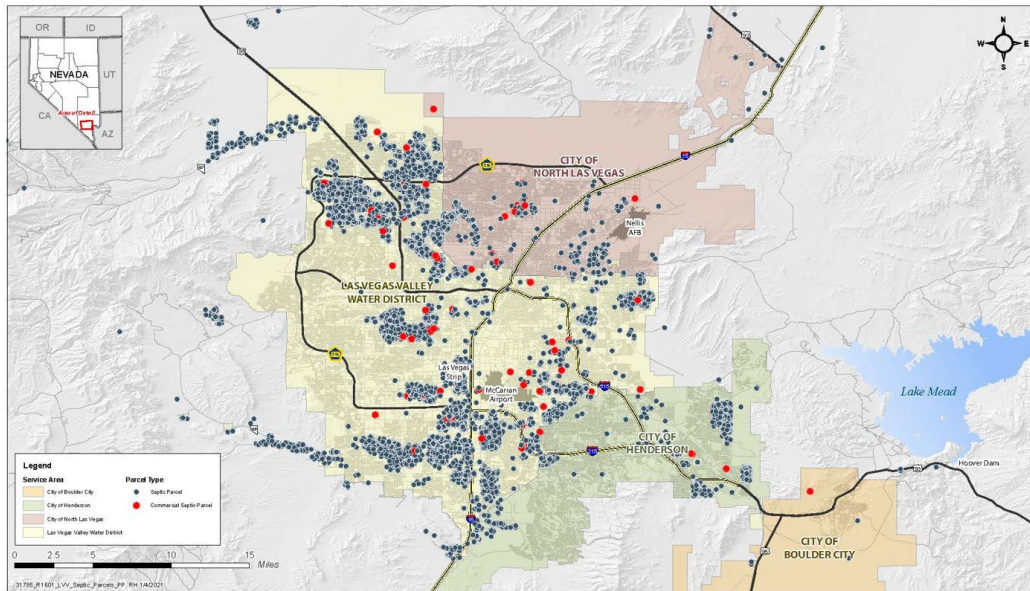 OR
ID
NEVADA
UT
CA
Area of Detail
AZ
N
W
E
S
CITY OF
NORTH LAS VEGAS
Nellis
AFB
LAS VEGAS VALLEY
WATER DISTRICT
Las Vegas
Strip
McCarran
Airport
CITY OF
HENDERSON
Lake Mead
Hoover Dam
CITY OF
BOULDER CITY
Legend
Service Area
Parcel Type
City of Boulder City
Septic Parcel
City of Henderson
Commercial Septic Parcel
City of North Las Vegas
Las Vegas Valley Water District
0
5
10
15
Miles
31785_R1601_LVV_Septic_Parcels_PP RH 1/4/2021